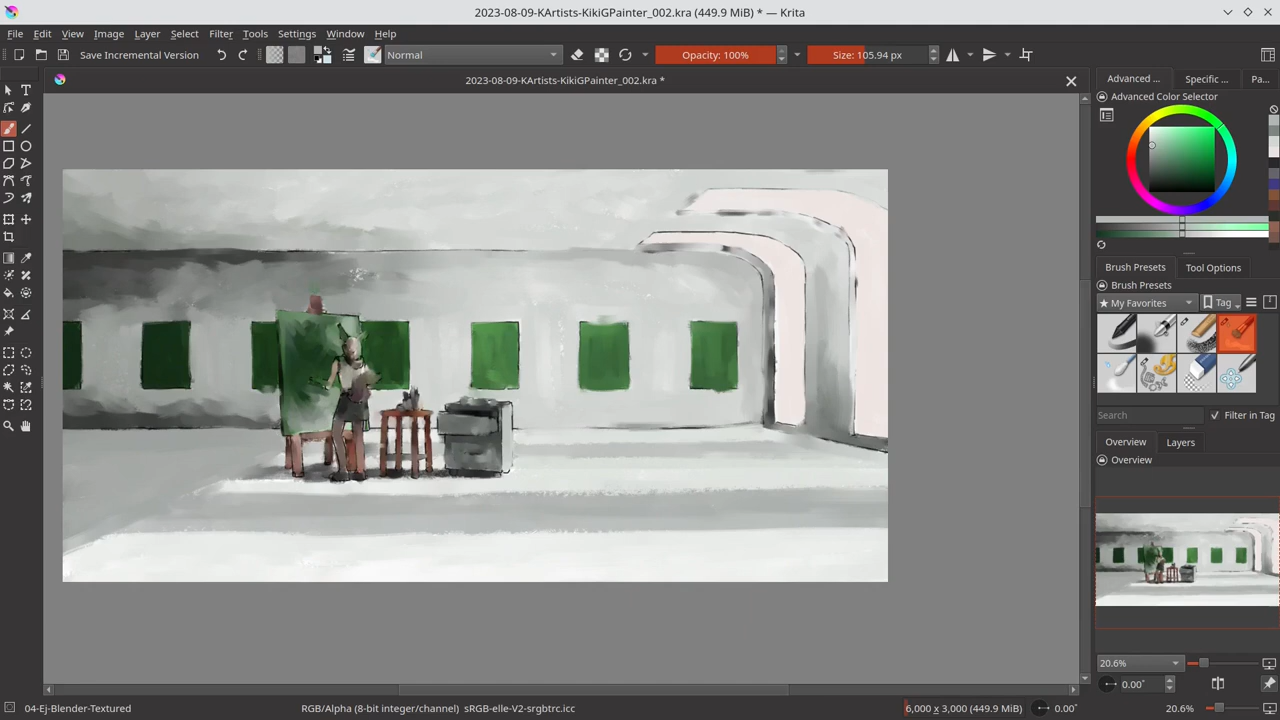 2023-08-09-KArtists-KikiGPainter_002.kra (449.9 MiB) * — Krita
File Edit View Image Layer Select Filter Tools Settings Window Help
Save Incremental Version Normal Opacity: 100% Size: 105.94 px
2023-08-09-KArtists-KikiGPainter_002.kra *
Advanced ... Specific ... Pa...
Advanced Color Selector
Brush Presets Tool Options
Brush Presets
★ My Favorites Tag
Search Filter in Tag
Overview Layers
Overview
20.6%
0.00°
04-Ej-Blender-Textured RGB/Alpha (8-bit integer/channel) sRGB-elle-V2-srgbtrc.icc 6,000 x 3,000 (449.9 MiB) 0.00° 20.6%